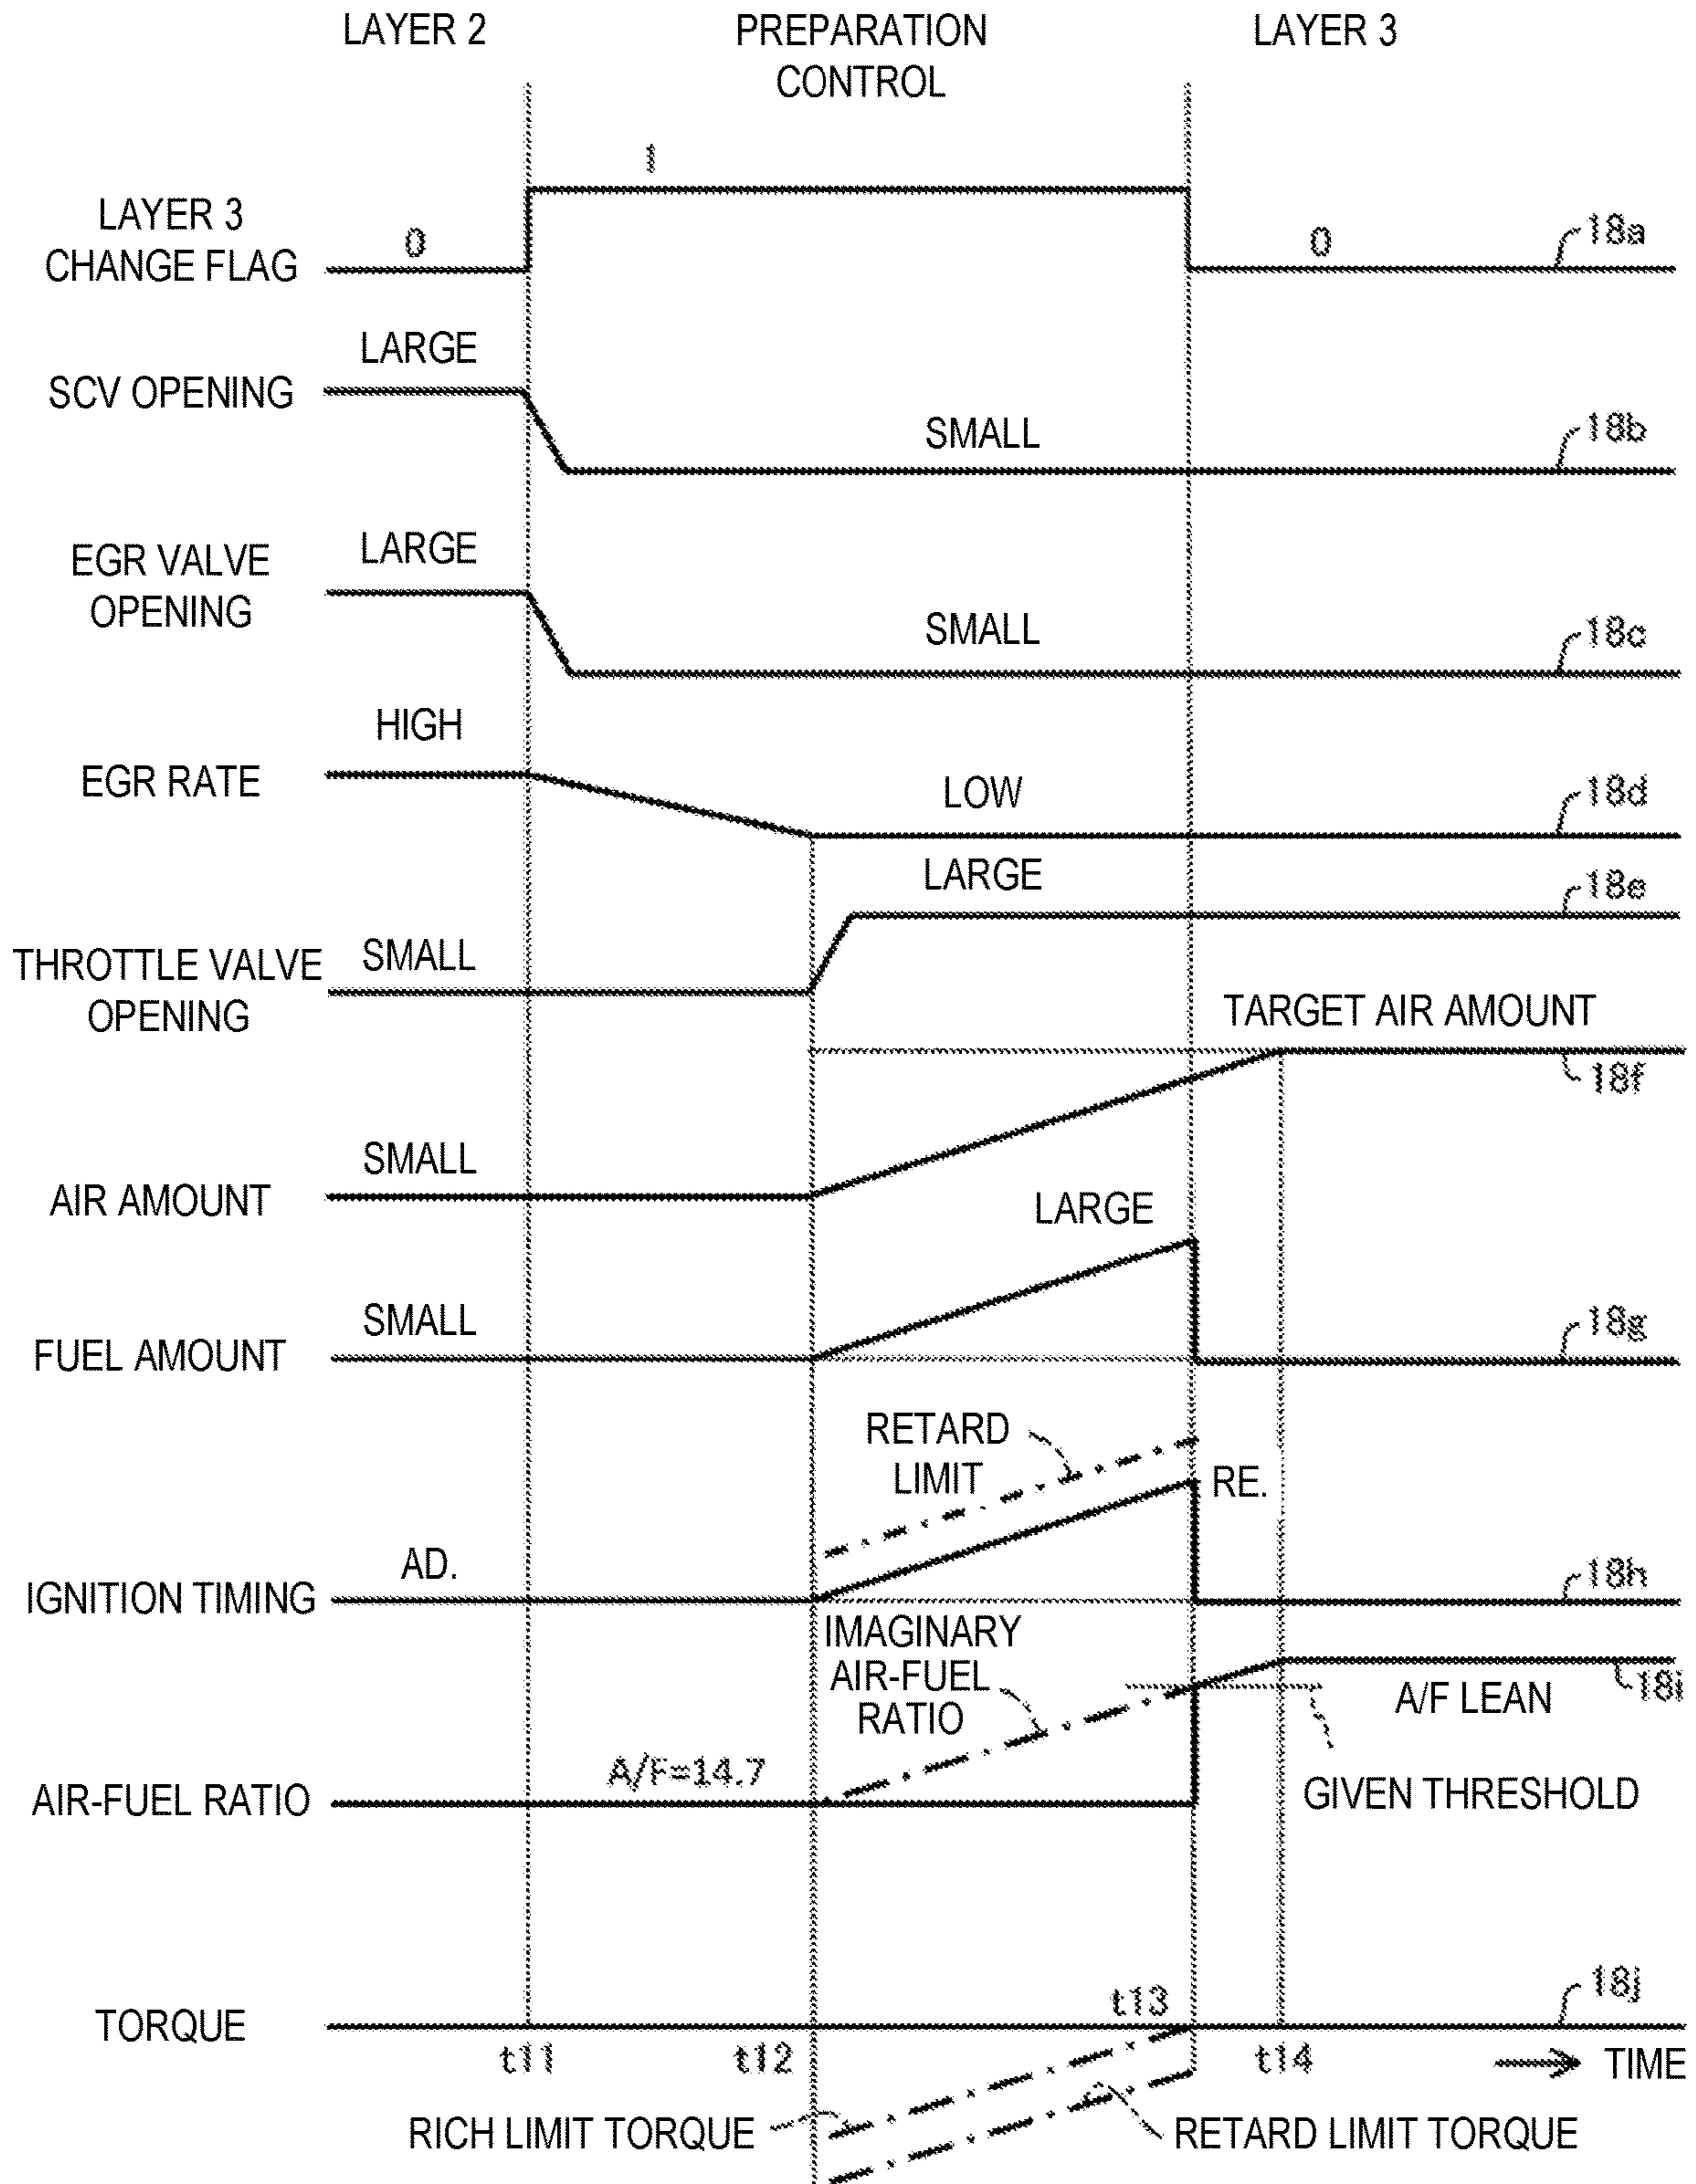 LAYER 2
PREPARATION
CONTROL
LAYER 3
1
LAYER 3
CHANGE FLAG
0
0
18a
LARGE
SCV OPENING
SMALL
18b
LARGE
EGR VALVE
OPENING
SMALL
18c
HIGH
EGR RATE
LOW
18d
LARGE
18e
THROTTLE VALVE
OPENING
SMALL
TARGET AIR AMOUNT
18f
SMALL
AIR AMOUNT
LARGE
SMALL
FUEL AMOUNT
18g
RETARD
LIMIT
RE.
AD.
IGNITION TIMING
18h
IMAGINARY
AIR-FUEL
RATIO
18i
A/F LEAN
A/F=14.7
AIR-FUEL RATIO
GIVEN THRESHOLD
t13
18j
TORQUE
t11
t12
t14
TIME
RICH LIMIT TORQUE
RETARD LIMIT TORQUE